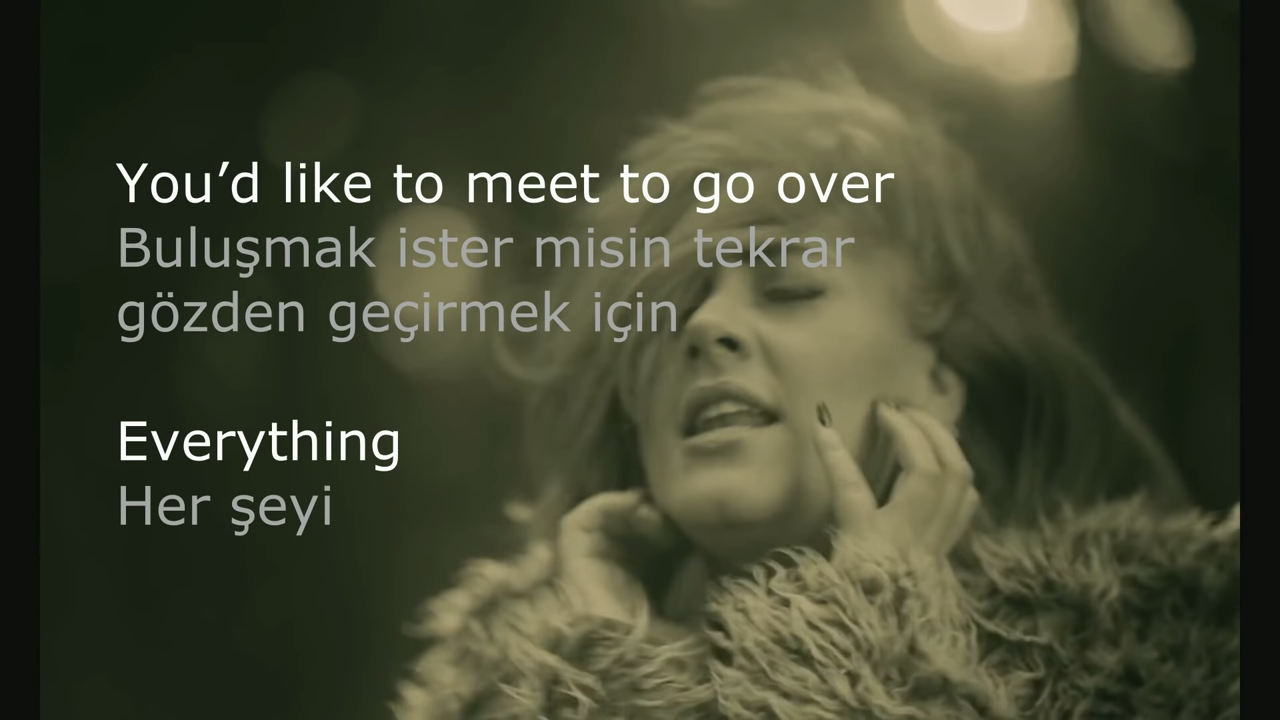 You’d like to meet to go over
Buluşmak ister misin tekrar
gözden geçirmek için
Everything
Her şeyi